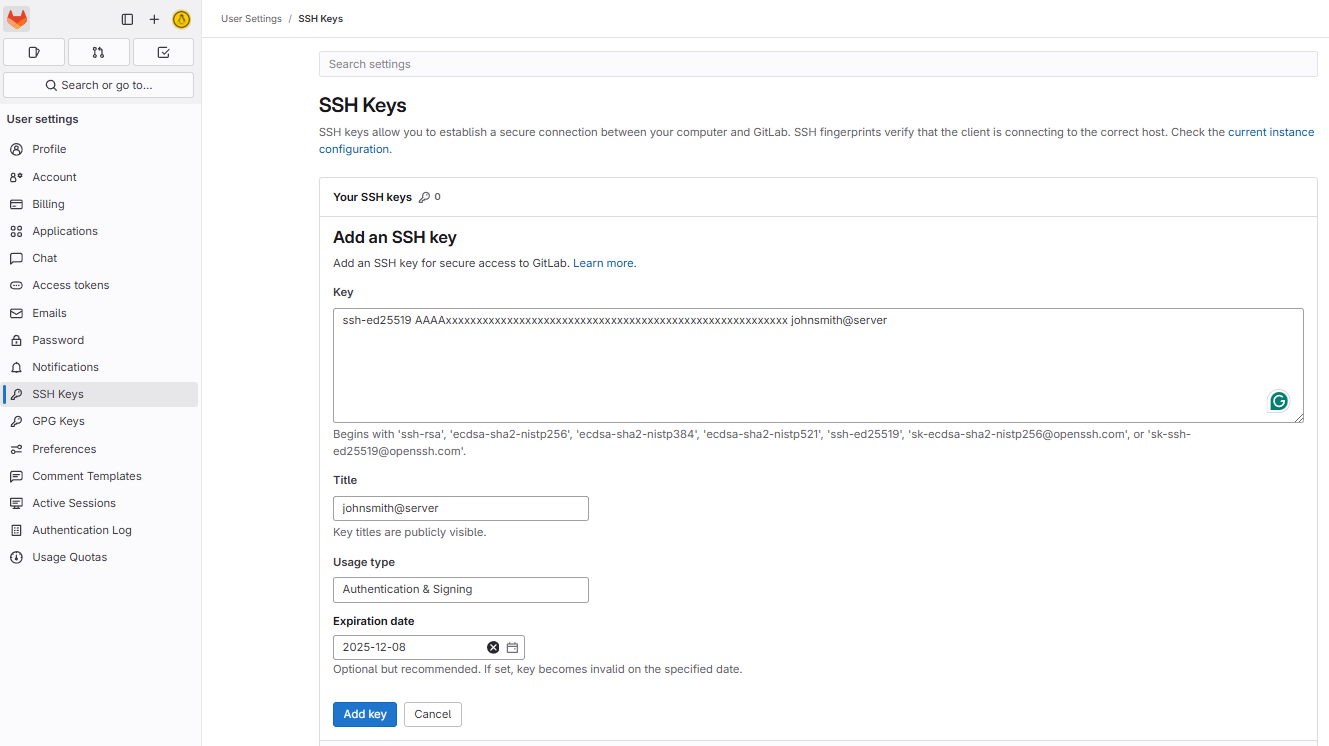 User Settings / SSH Keys
Search or go to...
User settings
Profile
Account
Billing
Applications
Chat
Access tokens
Emails
Password
Notifications
SSH Keys
GPG Keys
Preferences
Comment Templates
Active Sessions
Authentication Log
Usage Quotas
Search settings
SSH Keys
SSH keys allow you to establish a secure connection between your computer and GitLab. SSH fingerprints verify that the client is connecting to the correct host. Check the current instance
configuration.
Your SSH keys 0
Add an SSH key
Add an SSH key for secure access to GitLab. Learn more.
Key
ssh-ed25519 AAAAxxxxxxxxxxxxxxxxxxxxxxxxxxxxxxxxxxxxxxxxxxxxxxxxxxxxxxxx johnsmith@server
Begins with 'ssh-rsa', 'ecdsa-sha2-nistp256', 'ecdsa-sha2-nistp384', 'ecdsa-sha2-nistp521', 'ssh-ed25519', 'sk-ecdsa-sha2-nistp256@openssh.com', or 'sk-ssh-
ed25519@openssh.com'.
Title
johnsmith@server
Key titles are publicly visible.
Usage type
Authentication & Signing
Expiration date
2025-12-08
Optional but recommended. If set, key becomes invalid on the specified date.
Add key
Cancel